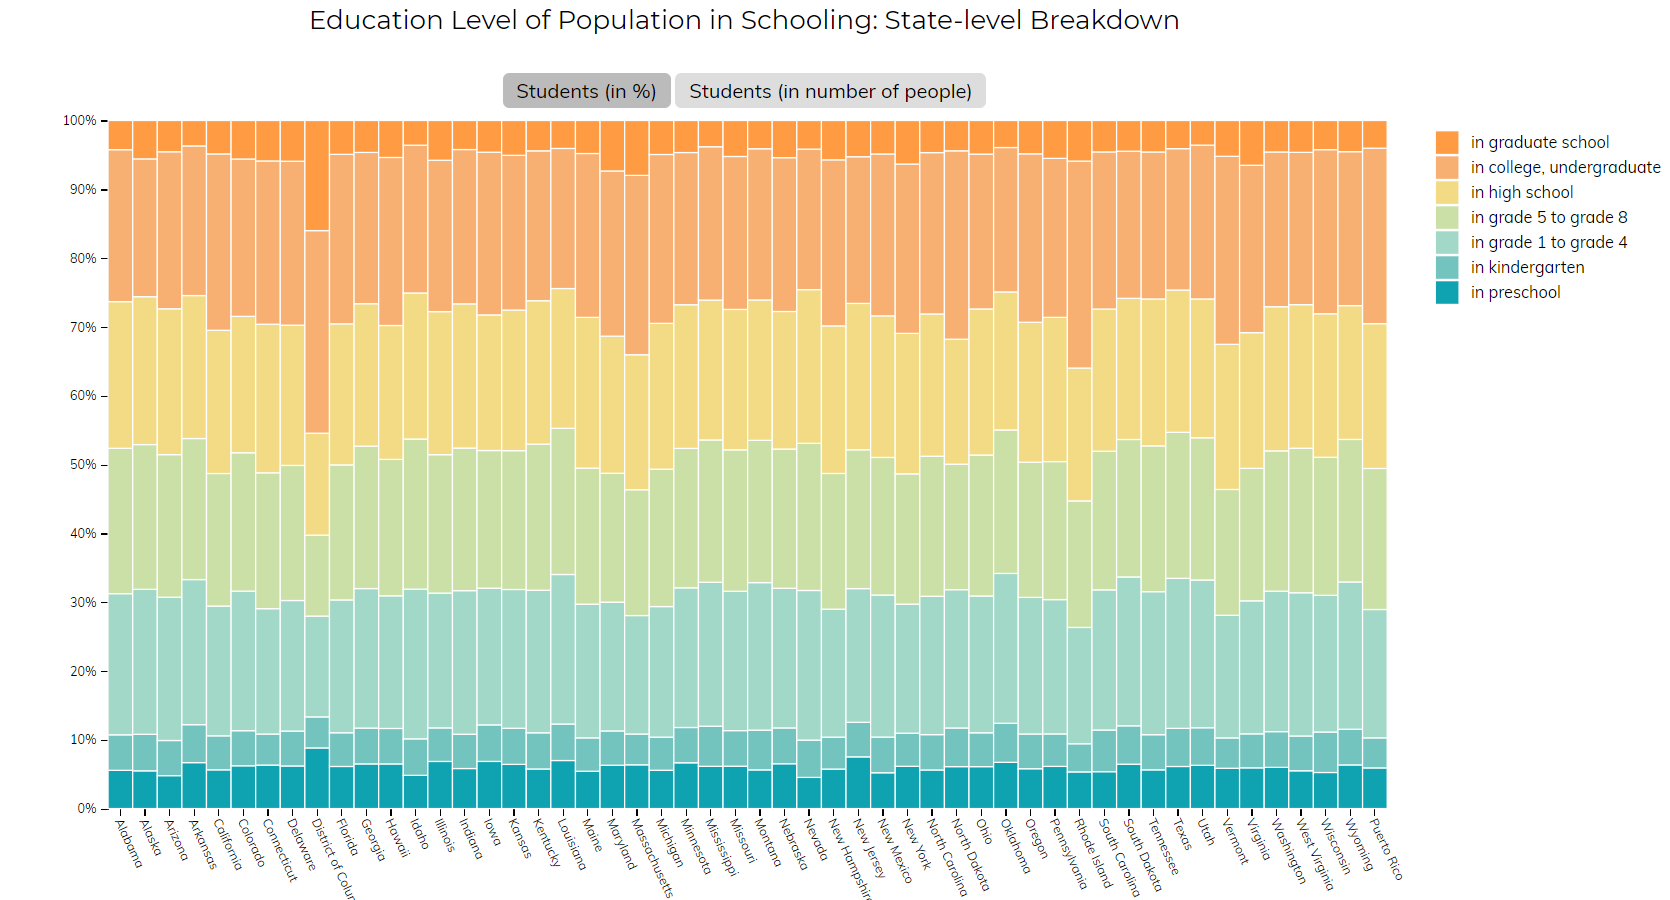 Education Level of Population in Schooling: State-level Breakdown
Students (in %)
Students (in number of people)
100%
90%
80%
70%
60%
50%
40%
30%
20%
10%
0%
in graduate school
in college, undergraduate
in high school
in grade 5 to grade 8
in grade 1 to grade 4
in kindergarten
in preschool
Alabama
Alaska
Arizona
Arkansas
California
Colorado
Connecticut
Delaware
District of Colur
Florida
Georgia
Hawaii
Idaho
Illinois
Indiana
Iowa
Kansas
Kentucky
Louisiana
Maine
Maryland
Massachusetts
Michigan
Minnesota
Mississippi
Missouri
Montana
Nebraska
Nevada
New Hampshire
New Jersey
New Mexico
New York
North Carolina
North Dakota
Ohio
Oklahoma
Oregon
Pennsylvania
Rhode Island
South Carolina
South Dakota
Tennessee
Texas
Utah
Vermont
Virginia
Washington
West Virginia
Wisconsin
Wyoming
Puerto Rico